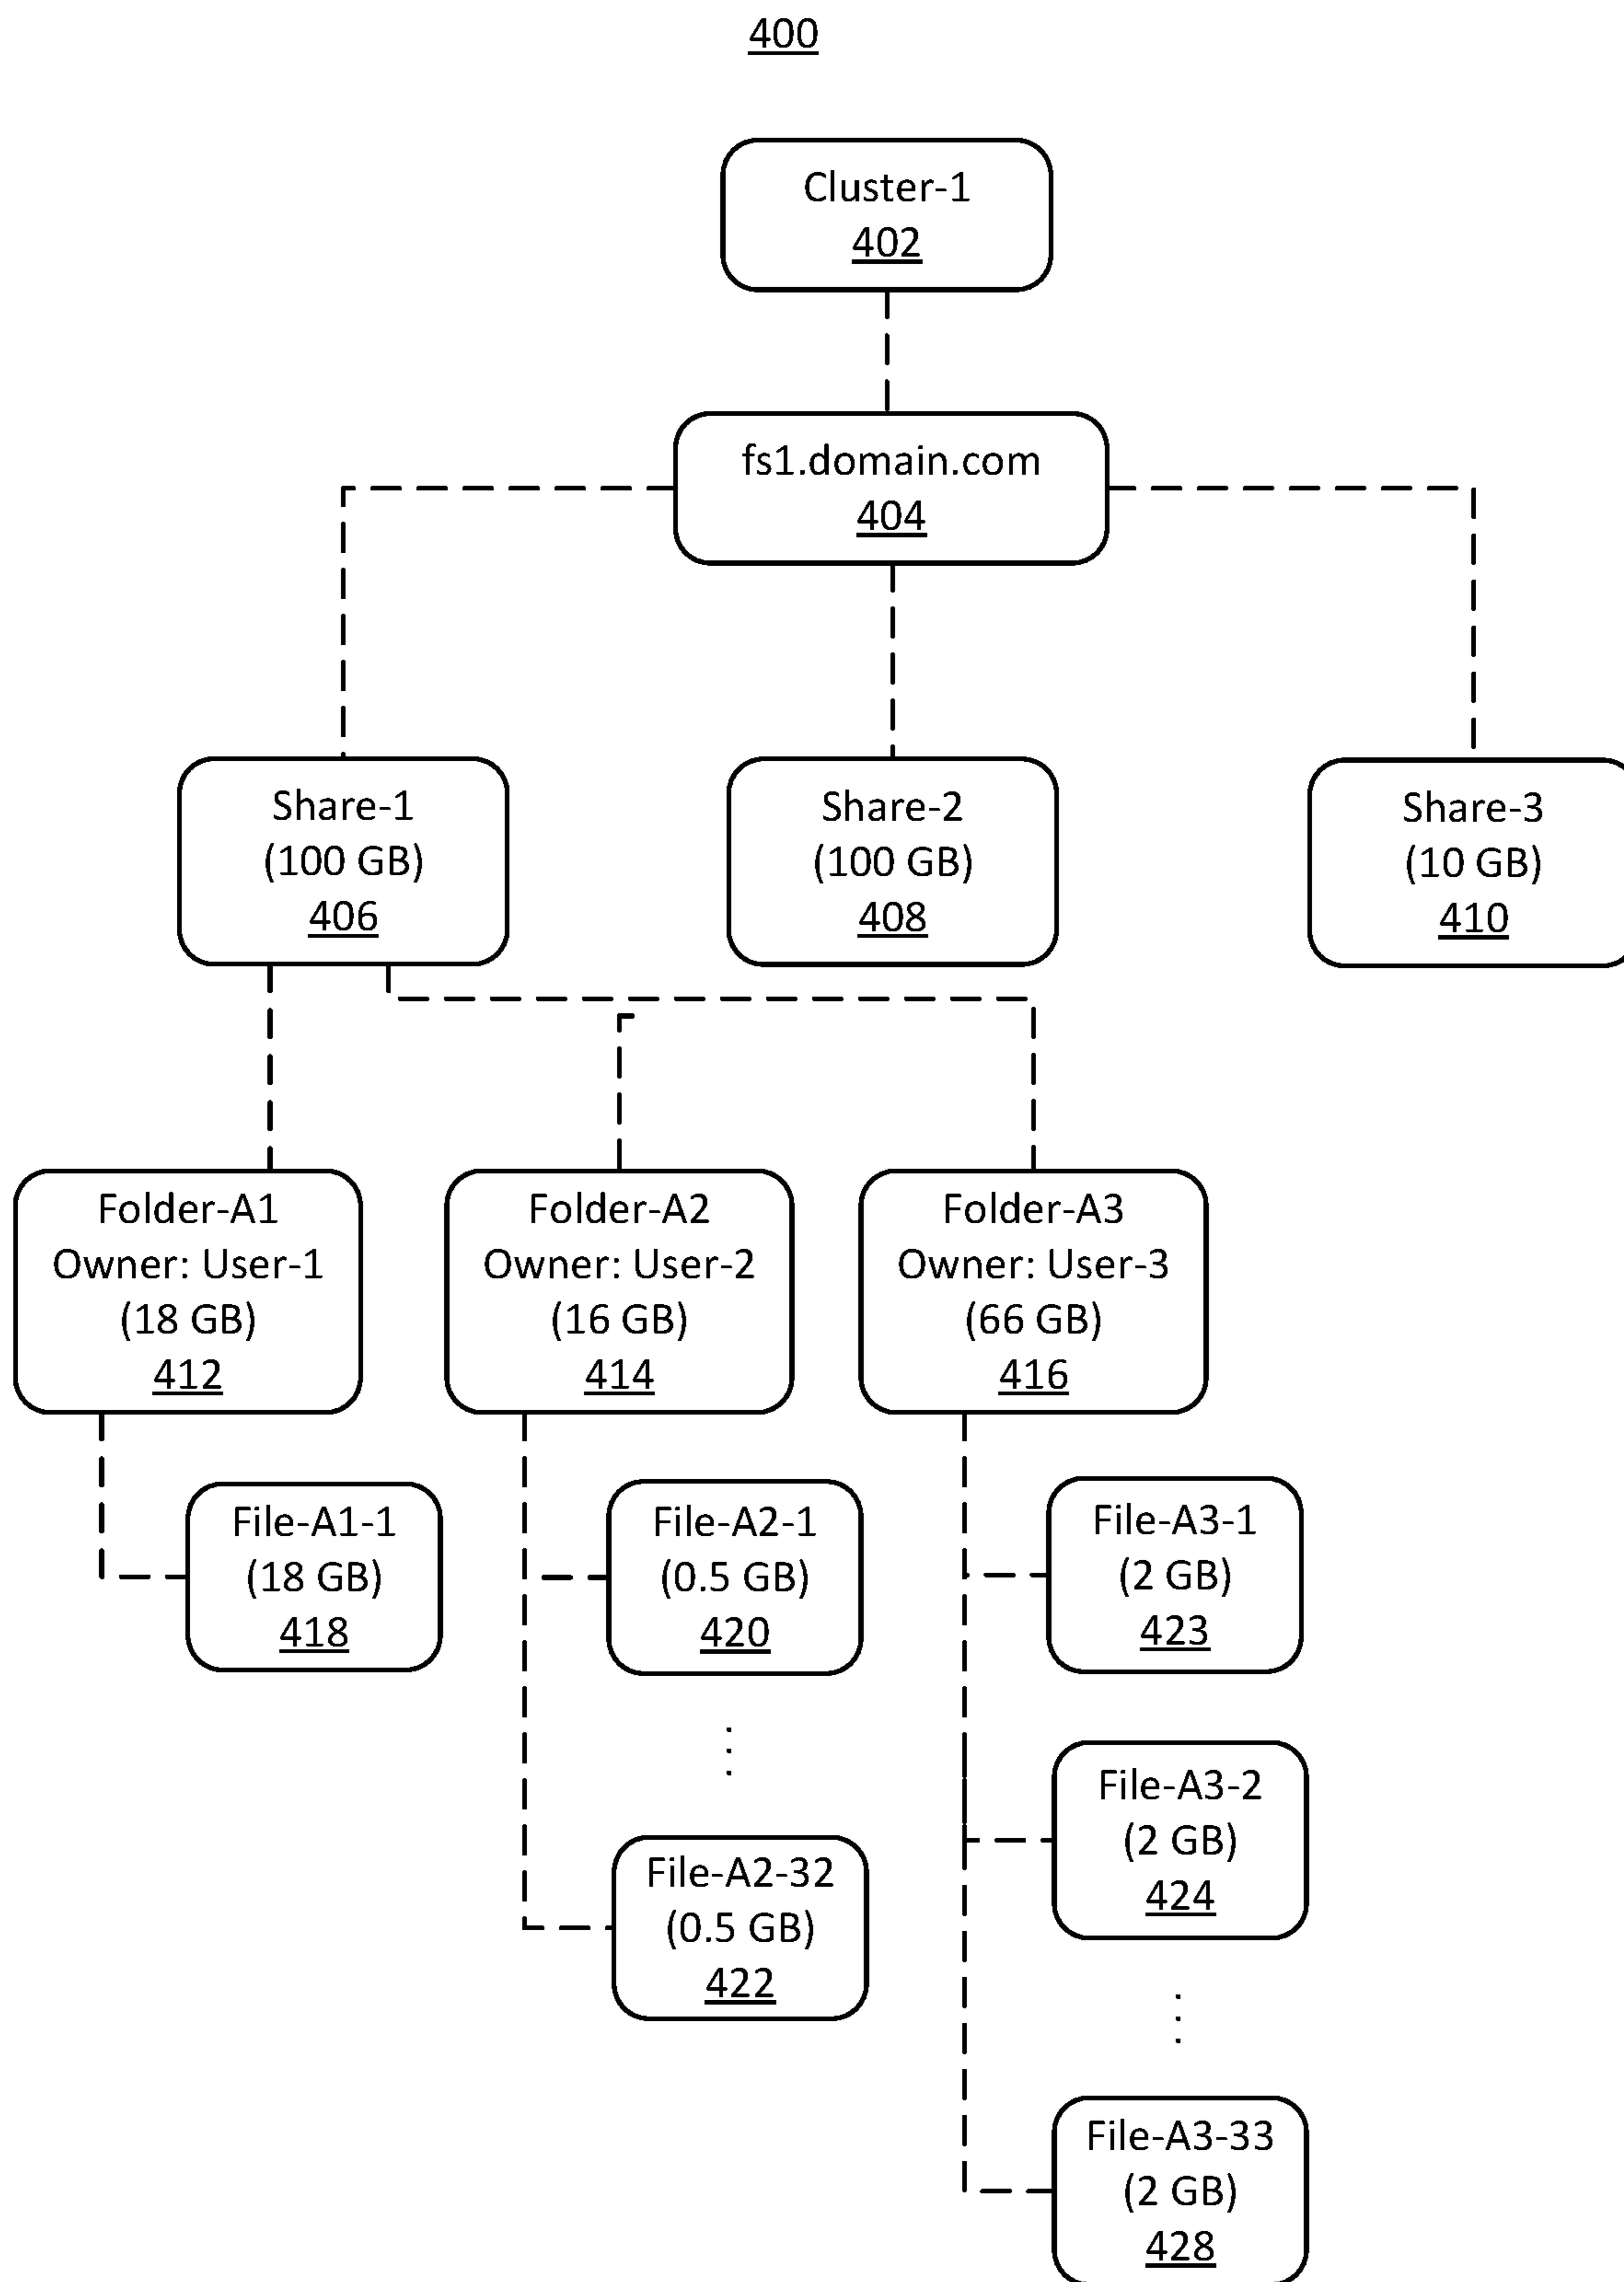 400
Cluster-1
402
fs1.domain.com
404
Share-1
(100 GB)
406
Share-2
(100 GB)
408
Share-3
(10 GB)
410
Folder-A1
Owner: User-1
(18 GB)
412
Folder-A2
Owner: User-2
(16 GB)
414
Folder-A3
Owner: User-3
(66 GB)
416
File-A1-1
(18 GB)
418
File-A2-1
(0.5 GB)
420
File-A3-1
(2 GB)
423
File-A3-2
(2 GB)
424
File-A2-32
(0.5 GB)
422
File-A3-33
(2 GB)
428